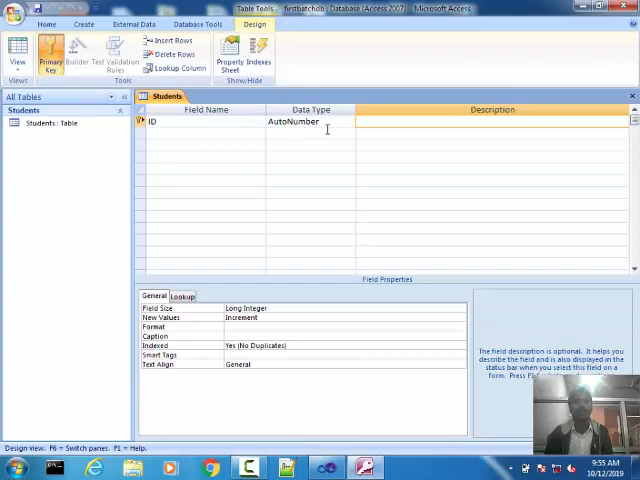 Table Tools
firstbatchdb : Database (Access 2007) - Microsoft Access
Home
Create
External Data
Database Tools
Design
View
Primary
Key
Builder
Test Validation
Rules
Insert Rows
Delete Rows
Lookup Column
Property
Sheet
Indexes
Views
Tools
Show/Hide
All Tables
Students
Students : Table
Students
Field Name
Data Type
Description
ID
AutoNumber
Field Properties
General
Lookup
Field Size
Long Integer
New Values
Increment
Format
Caption
Indexed
Yes (No Duplicates)
Smart Tags
Text Align
General
The field description is optional. It helps you
describe the field and is also displayed in the
status bar when you select this field on a
form. Press F1
Design view. F6 = Switch panes. F1 = Help.
9:55 AM
10/12/2019